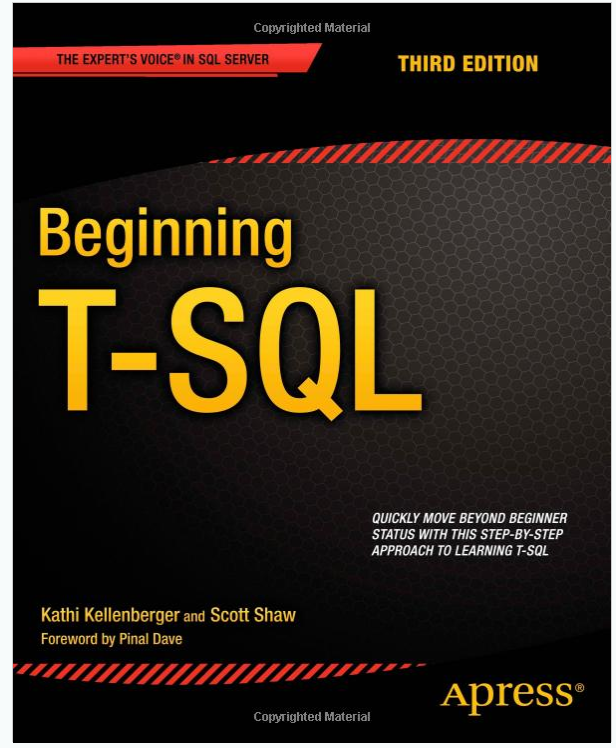 Copyrighted Material
THE EXPERT'S VOICE® IN SQL SERVER
THIRD EDITION
Beginning
T-SQL
QUICKLY MOVE BEYOND BEGINNER
STATUS WITH THIS STEP-BY-STEP
APPROACH TO LEARNING T-SQL
Kathi Kellenberger and Scott Shaw
Foreword by Pinal Dave
Apress®
Copyrighted Material